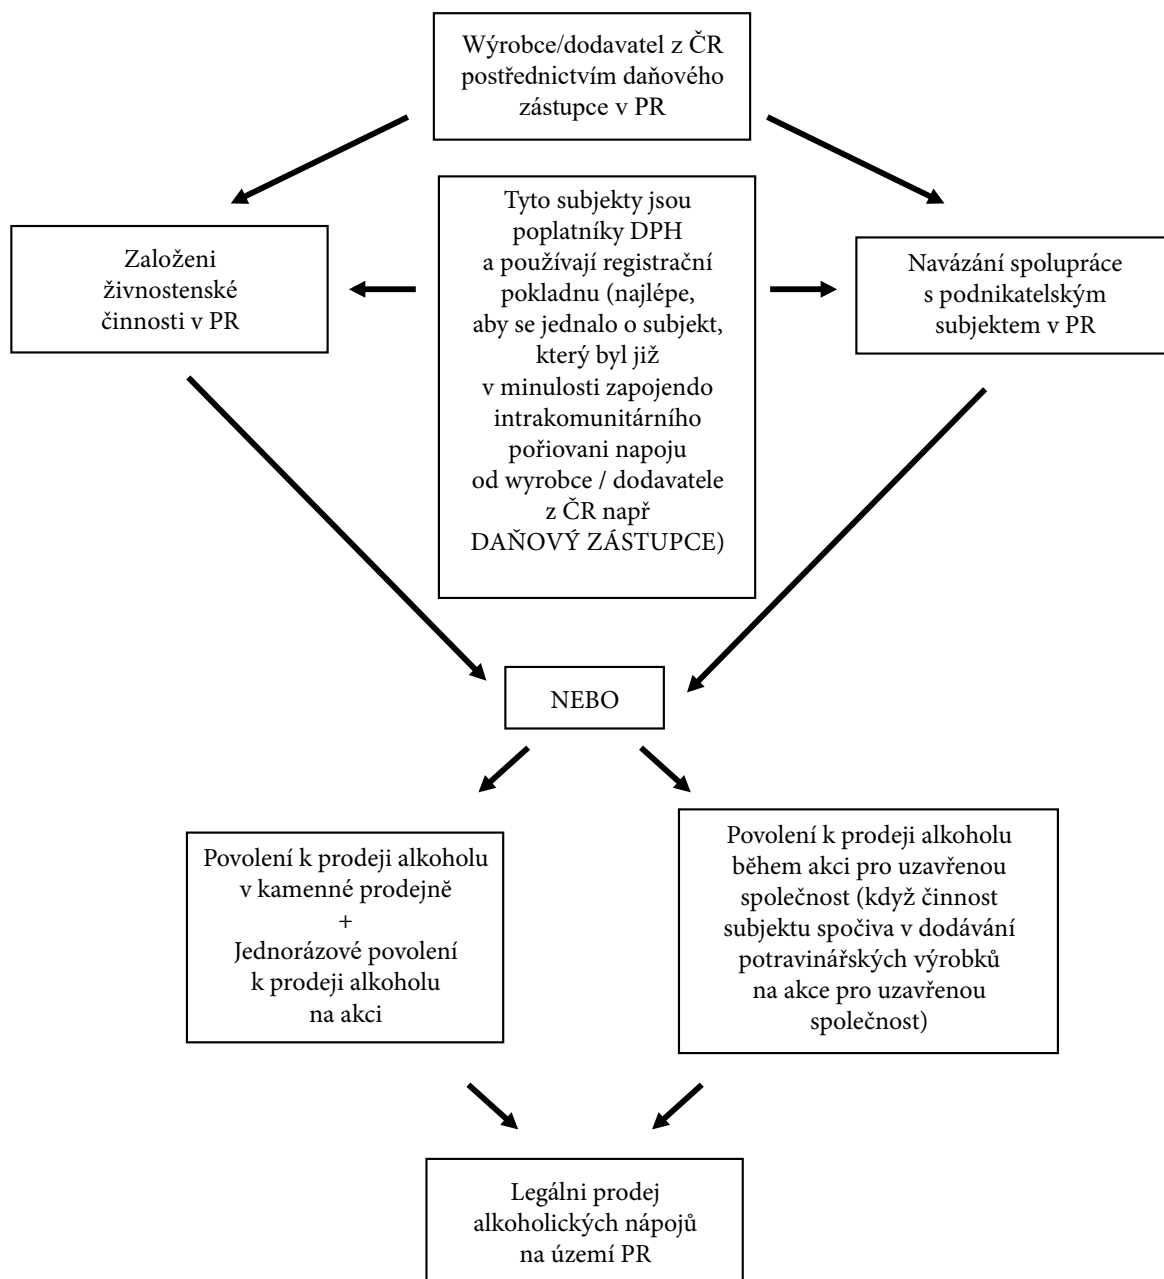 Wýrobce/dodavatel z ČR
postřednictvím daňového
zástupce v PR
Tyto subjekty jsou
poplatníky DPH
a používají registrační
pokladnu (najlépe,
aby se jednalo o subjekt,
který byl již
v minulosti zapojendo
intrakomunitárního
pořiovani napoju
od wyrobce / dodavatele
z ČR např
DAŇOVÝ ZÁSTUPCE)
Založeni
živnostenské
činnosti v PR
Navázání spolupráce
s podnikatelským
subjektem v PR
NEBO
Povolení k prodeji alkoholu
v kamenné prodejně
+
Jednorázové povolení
k prodeji alkoholu
na akci
Povolení k prodeji alkoholu
během akci pro uzavřenou
společnost (když činnost
subjektu spočiva v dodávání
potravinářských výrobků
na akce pro uzavřenou
společnost)
Legálni prodej
alkoholických nápojů
na území PR